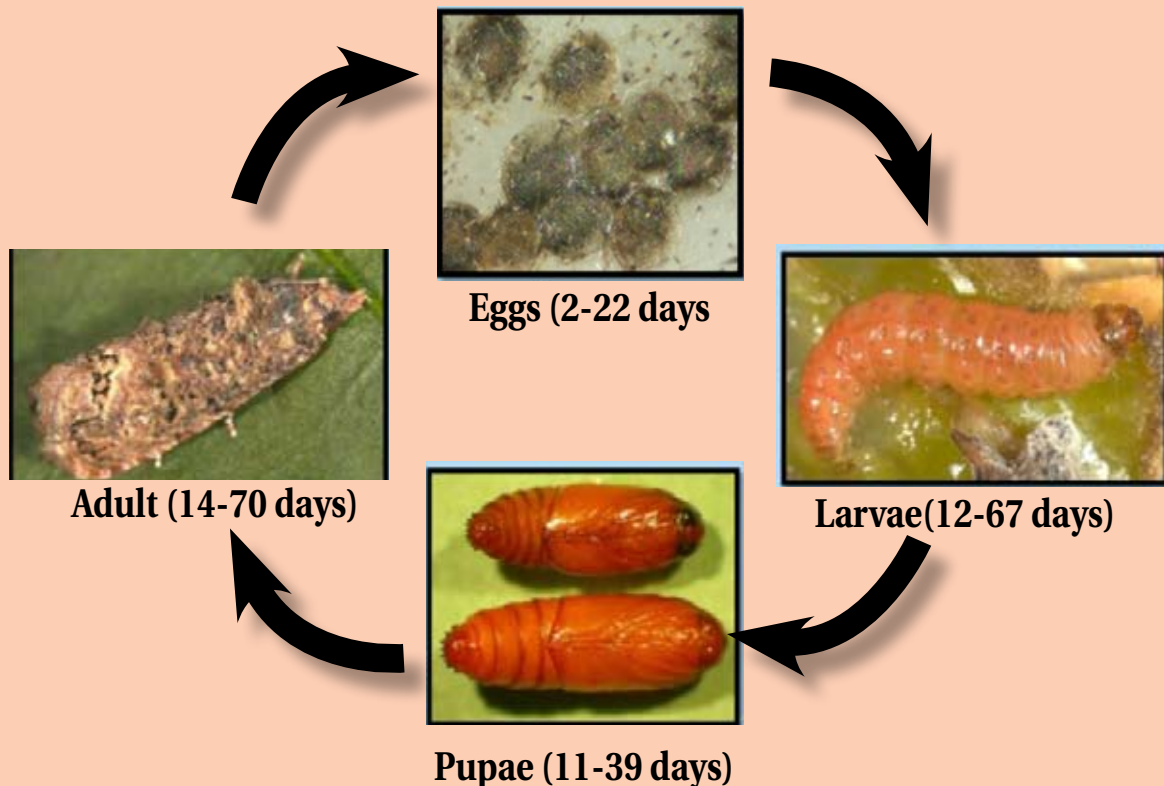 Eggs (2-22 days
Larvae(12-67 days)
Pupae (11-39 days)
Adult (14-70 days)